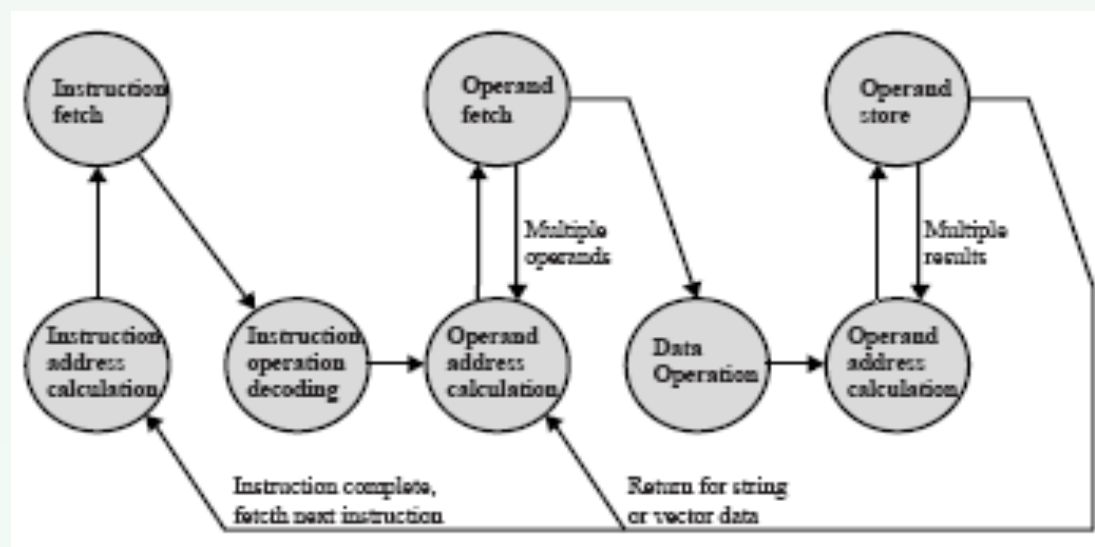 Instruction
fetch
Operand
fetch
Operand
store
Multiple
operands
Multiple
results
Instruction
address
calculation
Instruction
operation
decoding
Operand
address
calculation
Data
Operation
Operand
address
calculation
Instruction complete,
fetcth next instruction
Return for string
or vector data